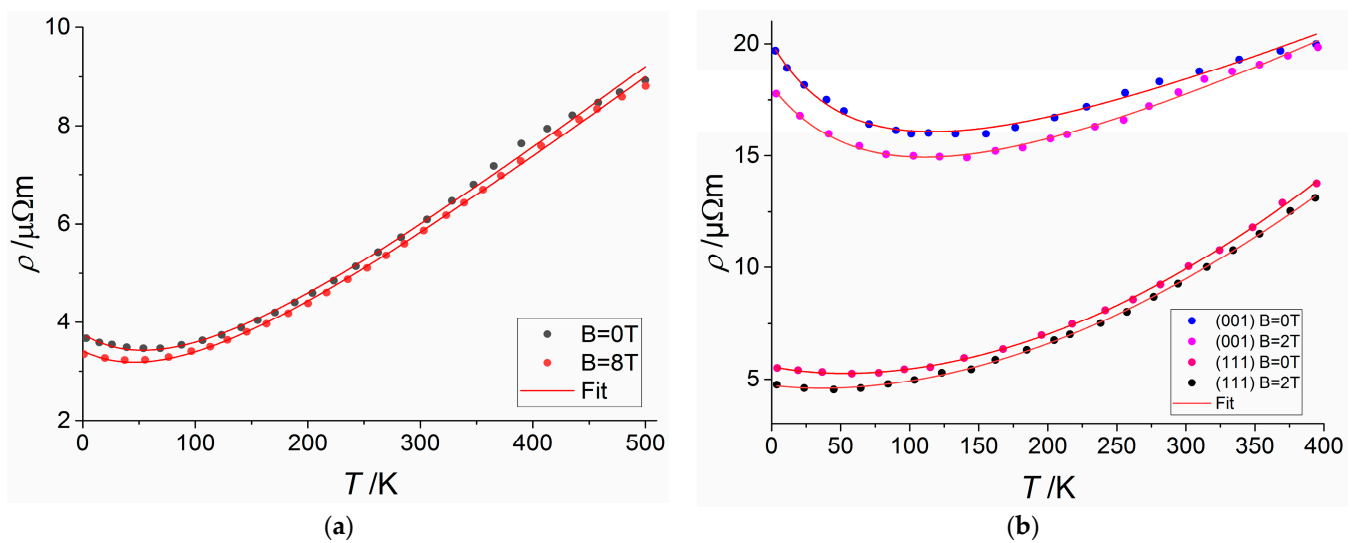 10
8
6
4
2
ρ /μΩm
B=0T
B=8T
Fit
0 100 200 300 400 500
T /K
(a)
20
15
10
5
ρ /μΩm
(001) B=0T
(001) B=2T
(111) B=0T
(111) B=2T
Fit
0 50 100 150 200 250 300 350 400
T /K
(b)